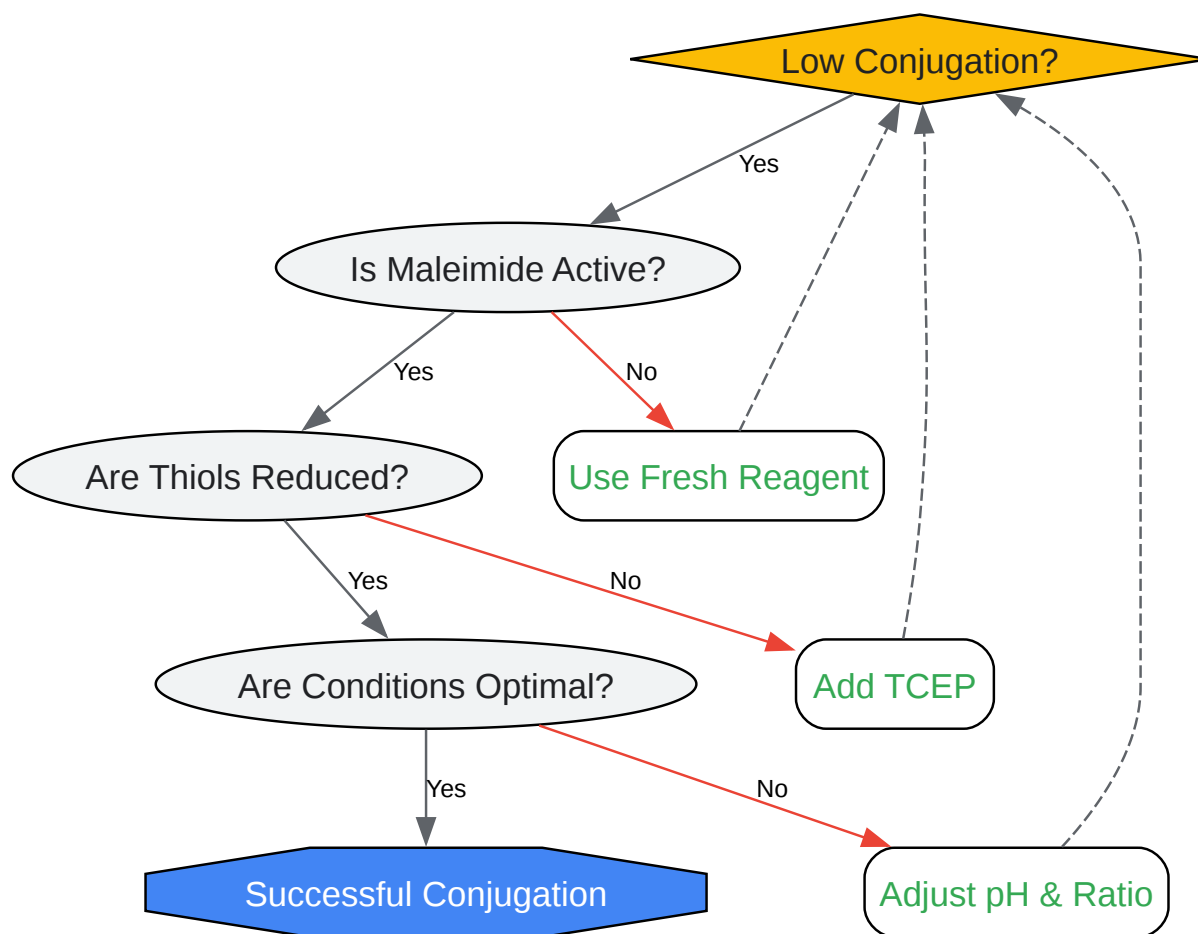 Low Conjugation?
Yes
Is Maleimide Active?
Yes
No
Are Thiols Reduced?
Use Fresh Reagent
Yes
No
Are Conditions Optimal?
Add TCEP
Yes
No
Successful Conjugation
Adjust pH & Ratio